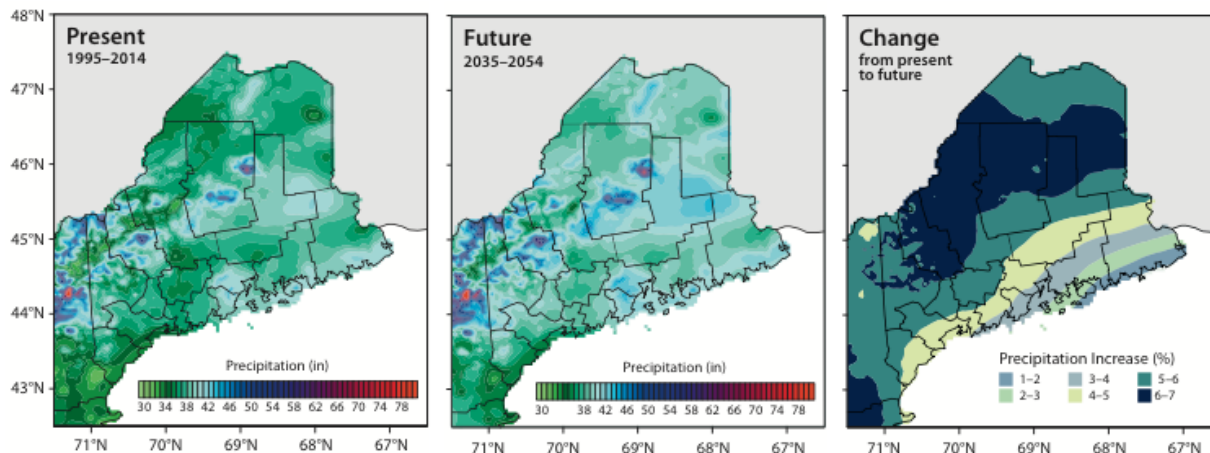 48°N
47°N
46°N
45°N
44°N
43°N
Present
1995–2014
Precipitation (in)
30 34 38 42 46 50 54 58 62 66 70 74 78
71°N 70°N 69°N 68°N 67°N
Future
2035–2054
Precipitation (in)
30 34 38 42 46 50 54 58 62 66 70 74 78
71°N 70°N 69°N 68°N 67°N
Change
from present
to future
Precipitation Increase (%)
1–2 3–4 5–6
2–3 4–5 6–7
71°N 70°N 69°N 68°N 67°N